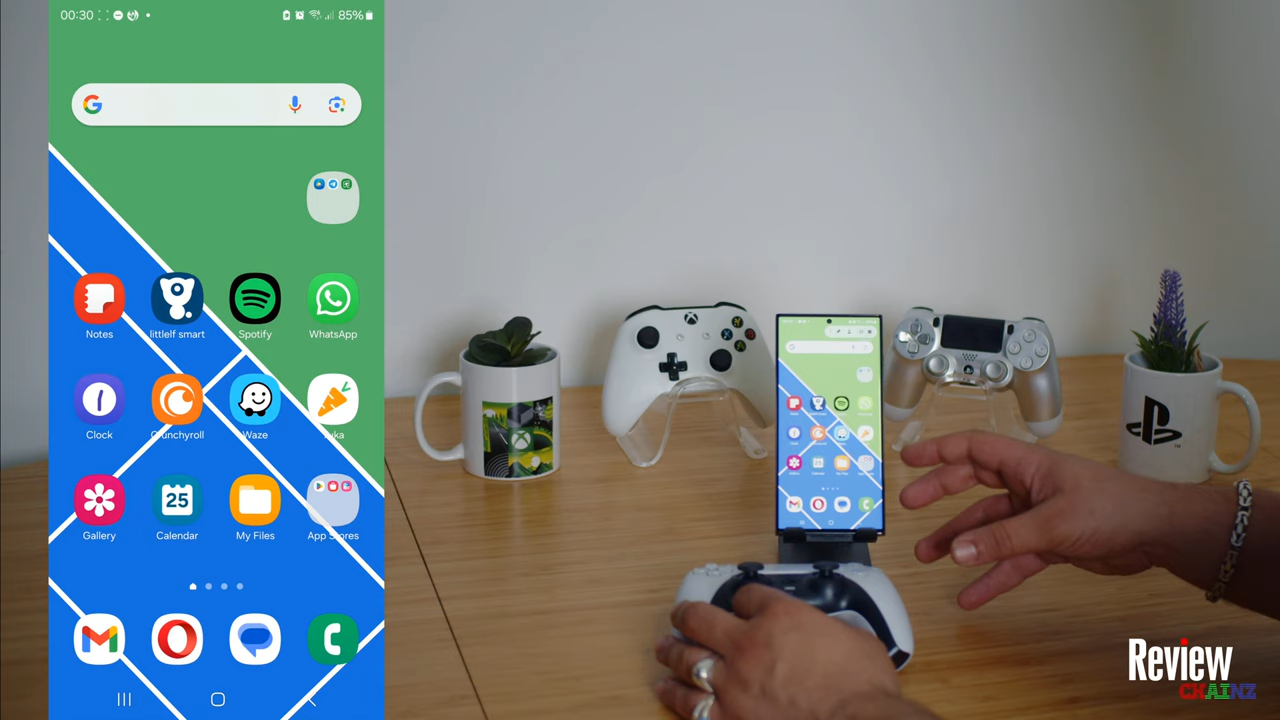 00:30
85%
Notes
littlelf smart
Spotify
WhatsApp
Clock
Crunchyroll
Waze
25
Gallery
Calendar
My Files
App Stores
Review
CHAINZ